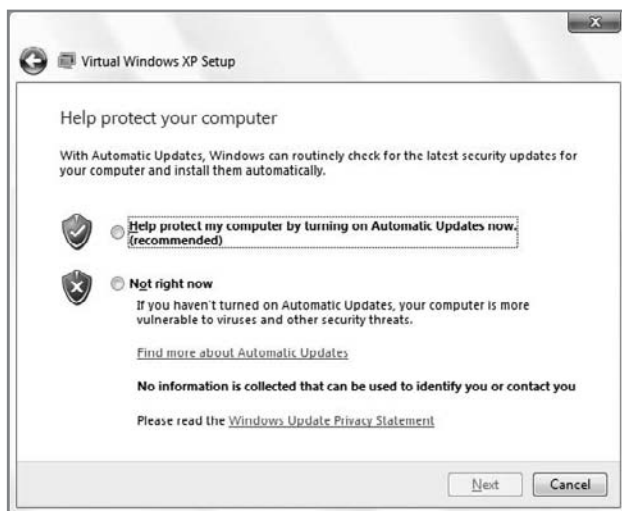 Virtual Windows XP Setup
Help protect your computer
With Automatic Updates, Windows can routinely check for the latest security updates for
your computer and install them automatically.
Help protect my computer by turning on Automatic Updates now.
(recommended)
Not right now
If you haven't turned on Automatic Updates, your computer is more
vulnerable to viruses and other security threats.
Find more about Automatic Updates
No information is collected that can be used to identify you or contact you
Please read the Windows Update Privacy Statement
Next Cancel